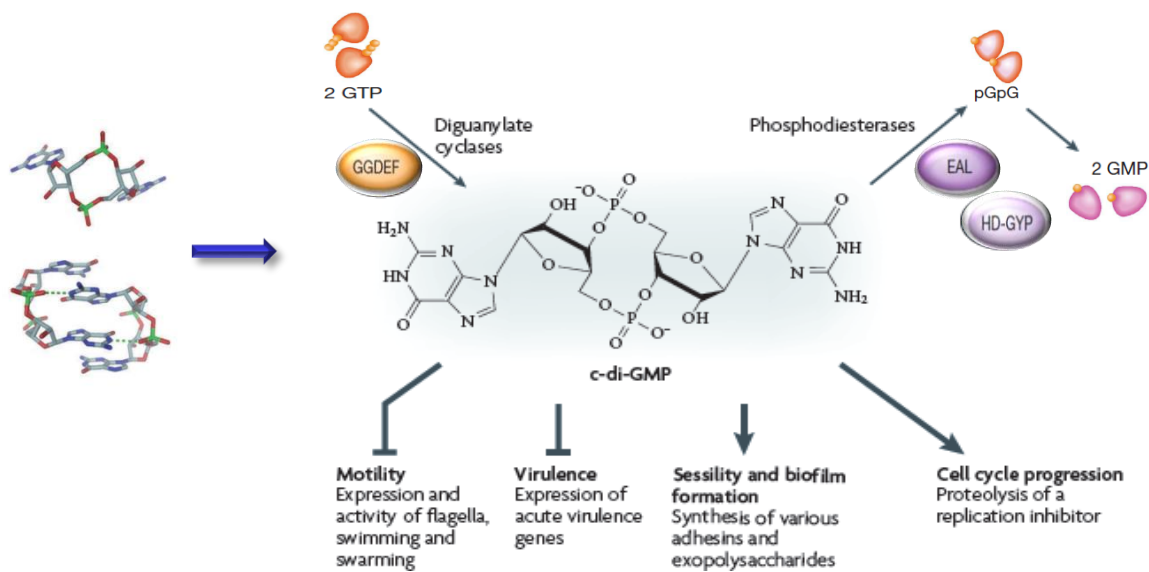 2 GTP
Diguanylate
cyclases
GGDEF
Phosphodiesterases
pGpG
EAL
HD-GYP
2 GMP
H₂N
N
HN
O
N
N
OH
O
O
⁻O
P
O
O
O
O
P
O⁻
O
O
O
OH
N
N
N
N
O
NH
NH₂
c-di-GMP
Motility
Expression and
activity of flagella,
swimming and
swarming
Virulence
Expression of
acute virulence
genes
Sessility and biofilm
formation
Synthesis of various
adhesins and
exopolysaccharides
Cell cycle progression
Proteolysis of a
replication inhibitor